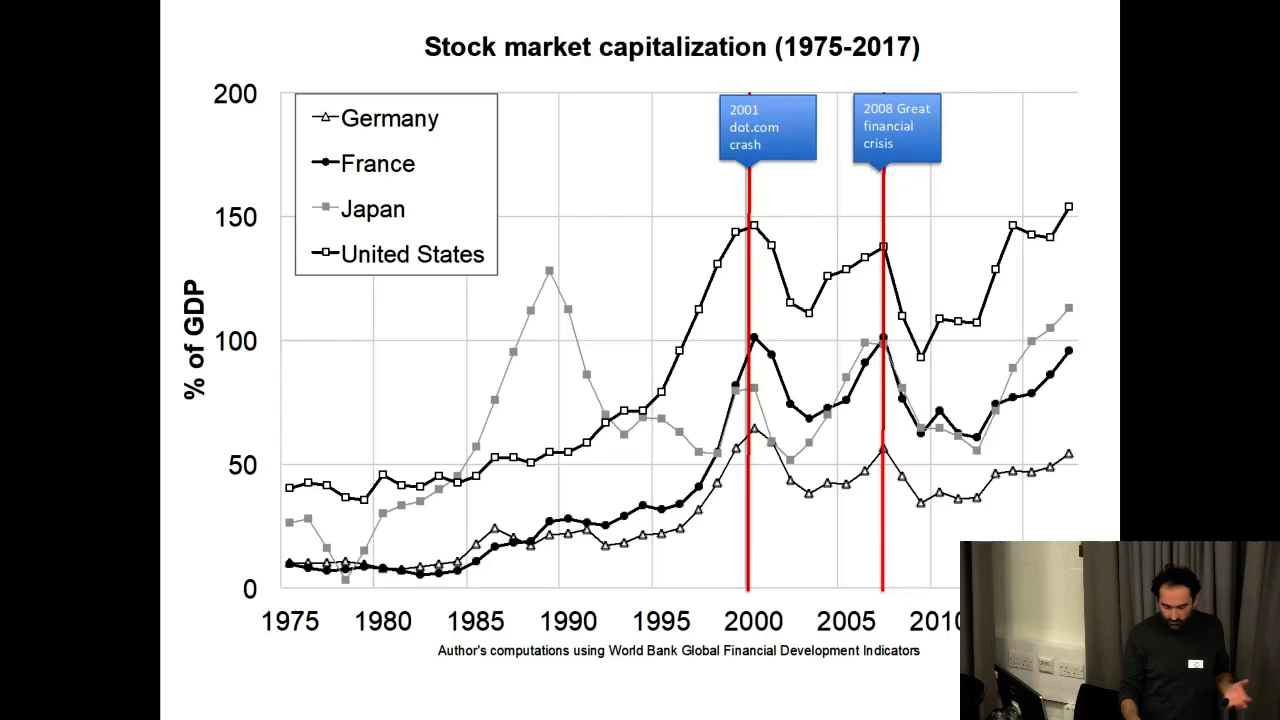 Stock market capitalization (1975-2017)
200
150
100
50
0
% of GDP
Germany
France
Japan
United States
2001
dot.com
crash
2008 Great
financial
crisis
1975 1980 1985 1990 1995 2000 2005 2010
Author's computations using World Bank Global Financial Development Indicators